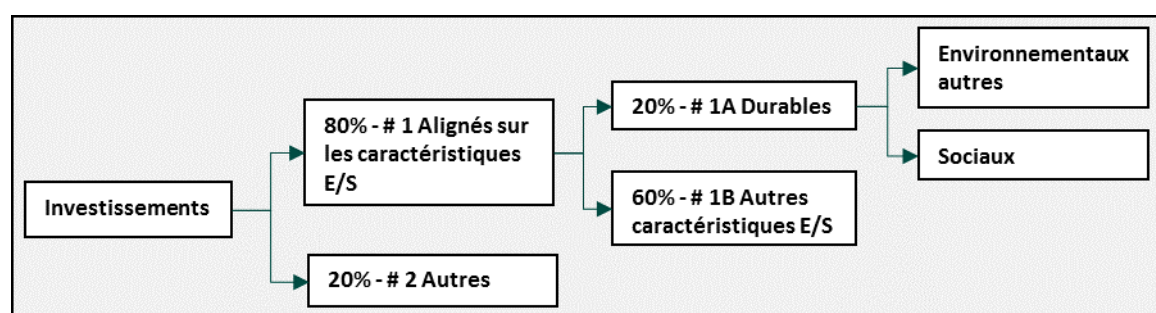 Investissements
80% - # 1 Alignés sur
les caractéristiques
E/S
20% - # 2 Autres
20% - # 1A Durables
60% - # 1B Autres
caractéristiques E/S
Environnementaux
autres
Sociaux